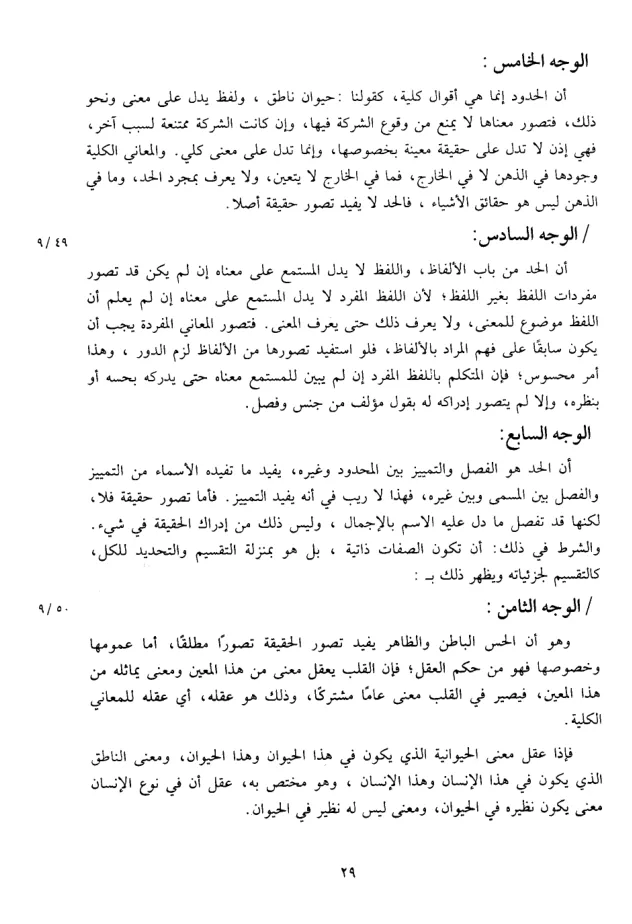 الوجه الخامس :
أن الحدود إنما هي أقوال كلية، كقولنا : حيوان ناطق ، ولفظ يدل على معنى ونحو
ذلك، فتصور معناها لا يمنع من وقوع الشركة فيها، وإن كانت الشركة ممتنعة لسبب آخر،
فهي إذن لا تدل على حقيقة معينة بخصوصها، وإنما تدل على معنى كلي. والمعاني الكلية
وجودها في الذهن لا في الخارج، فما في الخارج لا يتعين، ولا يعرف بمجرد الحد، وما في
الذهن ليس هو حقائق الأشياء ، فالحد لا يفيد تصور حقيقة أصلا.
/ الوجه السادس:
٩/ ٤٩
أن الحد من باب الألفاظ، واللفظ لا يدل المستمع على معناه إن لم يكن قد تصور
مفردات اللفظ بغير اللفظ؛ لأن اللفظ المفرد لا يدل المستمع على معناه إن لم يعلم أن
اللفظ موضوع للمعنى، ولا يعرف ذلك حتى يعرف المعنى. فتصور المعاني المفردة يجب أن
يكون سابقًا على فهم المراد بالألفاظ، فلو استفيد تصورها من الألفاظ لزم الدور ، وهذا
أمر محسوس؛ فإن المتكلم باللفظ المفرد إن لم يبين للمستمع معناه حتى يدركه بحسه أو
بنظره، وإلا لم يتصور إدراكه له بقول مؤلف من جنس وفصل.
الوجه السابع:
أن الحد هو الفصل والتمييز بين المحدود وغيره، يفيد ما تفيده الأسماء من التمييز
والفصل بين المسمى وبين غيره، فهذا لا ريب في أنه يفيد التمييز. فأما تصور حقيقة فلا،
لكنها قد تفصل ما دل عليه الاسم بالإجمال ، وليس ذلك من إدراك الحقيقة في شيء.
والشرط في ذلك: أن تكون الصفات ذاتية ، بل هو بمنزلة التقسيم والتحديد للكل،
كالتقسيم لجزئياته ويظهر ذلك بـ :
/ الوجه الثامن :
٩/ ٥٠
وهو أن الحس الباطن والظاهر يفيد تصور الحقيقة تصورًا مطلقًا، أما عمومها
وخصوصها فهو من حكم العقل؛ فإن القلب يعقل معنى من هذا المعين ومعنى يماثله من
هذا المعين، فيصير في القلب معنى عامًا مشتركًا، وذلك هو عقله، أي عقله للمعاني
الكلية.
فإذا عقل معنى الحيوانية الذي يكون في هذا الحيوان وهذا الحيوان، ومعنى الناطق
الذي يكون في هذا الإنسان وهذا الإنسان ، وهو مختص به، عقل أن في نوع الإنسان
معنى يكون نظيره في الحيوان، ومعنى ليس له نظير في الحيوان.
٢٩